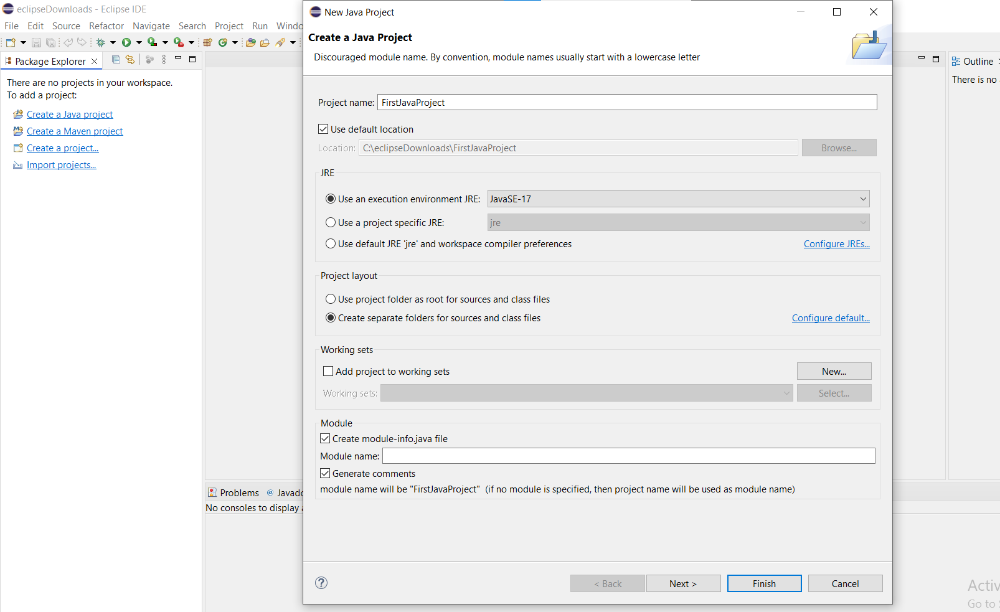 eclipseDownloads - Eclipse IDE
File Edit Source Refactor Navigate Search Project Run
Package Explorer
There are no projects in your workspace.
To add a project:
Create a Java project
Create a Maven project
Create a project...
Import projects...
New Java Project
Create a Java Project
Discouraged module name. By convention, module names usually start with a lowercase letter
Project name: FirstJavaProject
Use default location
Location: C:\eclipseDownloads\FirstJavaProject Browse...
JRE
Use an execution environment JRE: JavaSE-17
Use a project specific JRE: jre
Use default JRE 'jre' and workspace compiler preferences Configure JREs...
Project layout
Use project folder as root for sources and class files
Create separate folders for sources and class files Configure default...
Working sets
Add project to working sets New...
Working sets: Select...
Module
Create module-info.java file
Module name:
Generate comments
module name will be "FirstJavaProject" (if no module is specified, then project name will be used as module name)
< Back Next > Finish Cancel
Outline
There is no
Problems @
No consoles to display
Go to